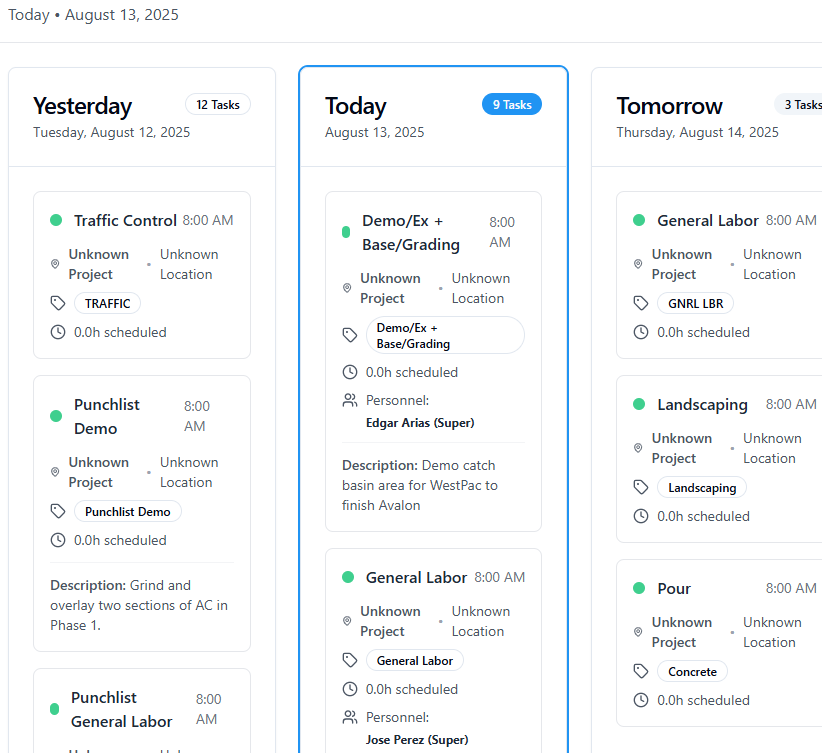 Today • August 13, 2025
Yesterday
12 Tasks
Tuesday, August 12, 2025
Traffic Control 8:00 AM
Unknown
Project
•
Unknown
Location
TRAFFIC
0.0h scheduled
Punchlist
Demo
8:00
AM
Unknown
Project
•
Unknown
Location
Punchlist Demo
0.0h scheduled
Description: Grind and
overlay two sections of AC in
Phase 1.
Punchlist
General Labor
8:00
AM
Today
9 Tasks
August 13, 2025
Demo/Ex +
Base/Grading
8:00
AM
Unknown
Project
•
Unknown
Location
Demo/Ex +
Base/Grading
0.0h scheduled
Personnel:
Edgar Arias (Super)
Description: Demo catch
basin area for WestPac to
finish Avalon
General Labor 8:00 AM
Unknown
Project
•
Unknown
Location
General Labor
0.0h scheduled
Personnel:
Jose Perez (Super)
Tomorrow
3 Tasks
Thursday, August 14, 2025
General Labor 8:00 AM
Unknown
Project
•
Unknown
Location
GNRL LBR
0.0h scheduled
Landscaping 8:00 AM
Unknown
Project
•
Unknown
Location
Landscaping
0.0h scheduled
Pour 8:00 AM
Unknown
Project
•
Unknown
Location
Concrete
0.0h scheduled